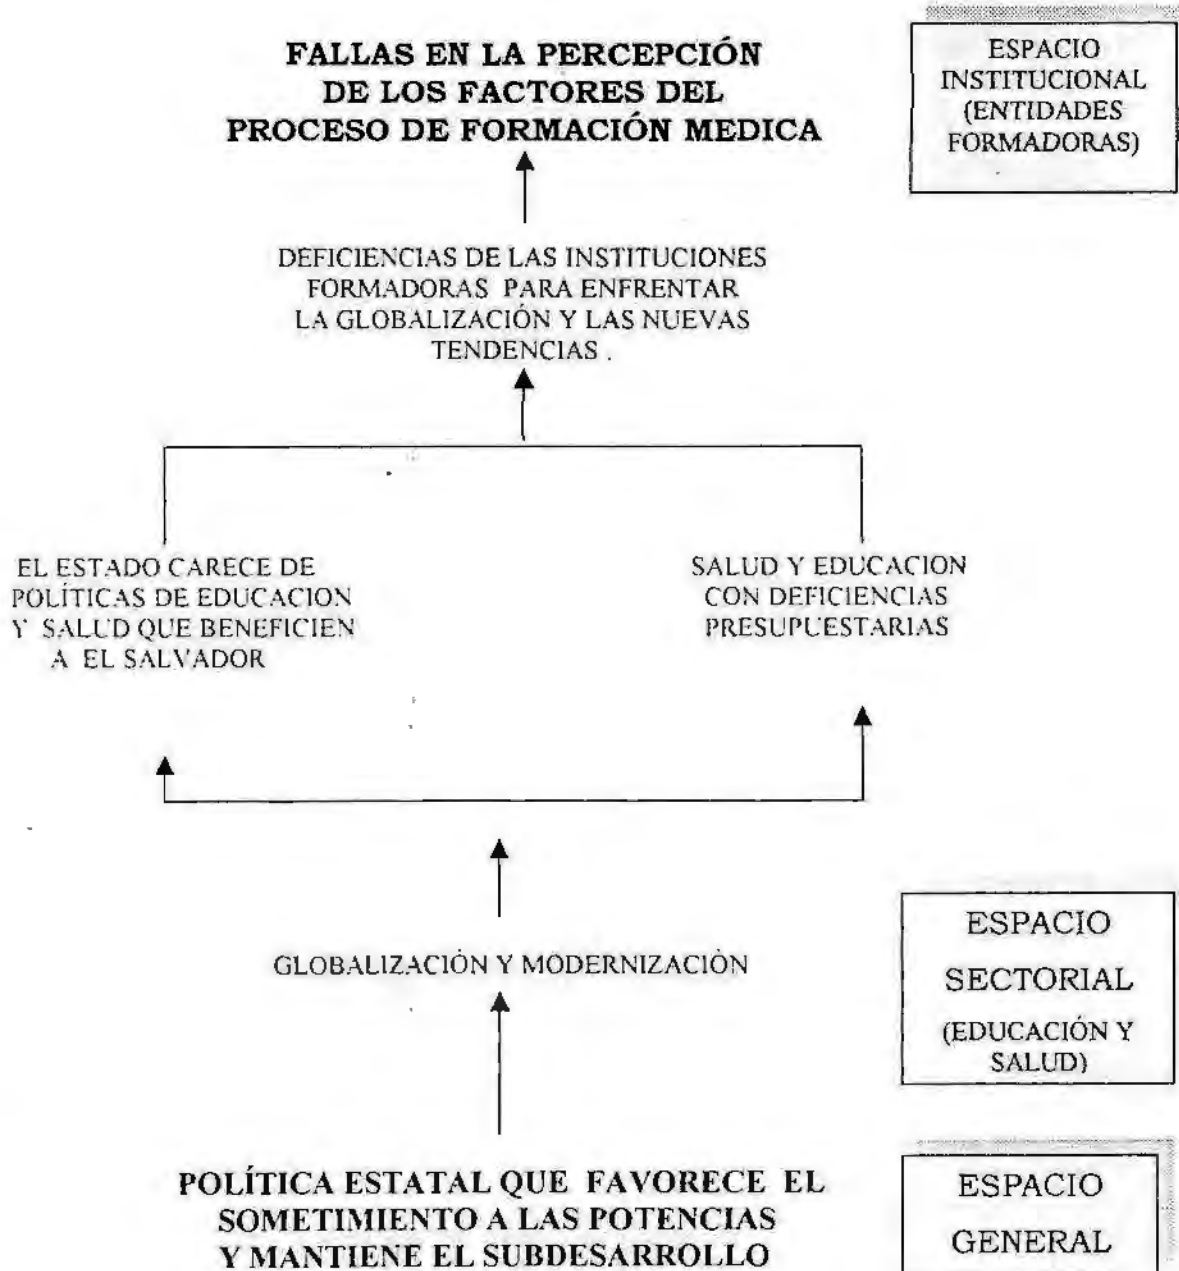 FALLAS EN LA PERCEPCIÓN
DE LOS FACTORES DEL
PROCESO DE FORMACIÓN MEDICA
ESPACIO
INSTITUCIONAL
(ENTIDADES
FORMADORAS)
DEFICIENCIAS DE LAS INSTITUCIONES
FORMADORAS PARA ENFRENTAR
LA GLOBALIZACIÓN Y LAS NUEVAS
TENDENCIAS .
EL ESTADO CARECE DE
POLÍTICAS DE EDUCACION
Y SALUD QUE BENEFICIEN
A EL SALVADOR
SALUD Y EDUCACION
CON DEFICIENCIAS
PRESUPUESTARIAS
GLOBALIZACIÓN Y MODERNIZACIÓN
ESPACIO
SECTORIAL
(EDUCACIÓN Y
SALUD)
POLÍTICA ESTATAL QUE FAVORECE EL
SOMETIMIENTO A LAS POTENCIAS
Y MANTIENE EL SUBDESARROLLO
ESPACIO
GENERAL